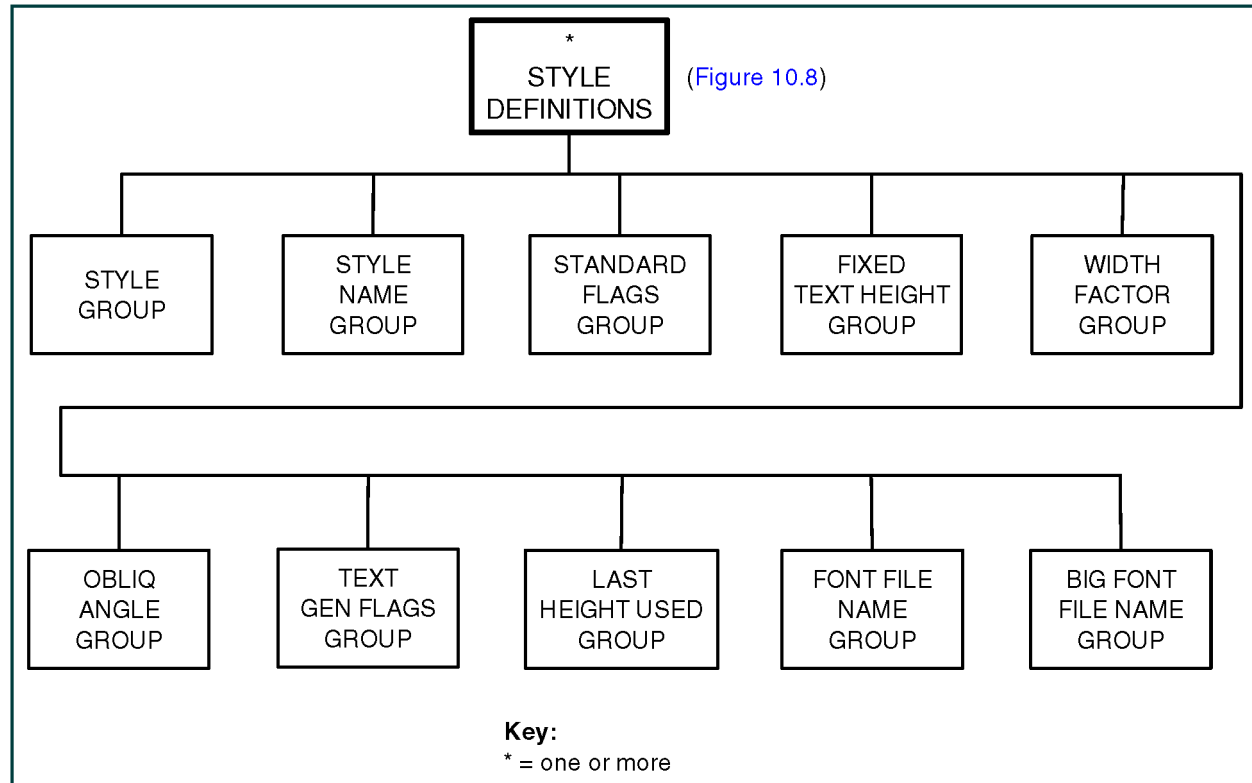 *
STYLE
DEFINITIONS
(Figure 10.8)
STYLE
GROUP
STYLE
NAME
GROUP
STANDARD
FLAGS
GROUP
FIXED
TEXT HEIGHT
GROUP
WIDTH
FACTOR
GROUP
OBLIQ
ANGLE
GROUP
TEXT
GEN FLAGS
GROUP
LAST
HEIGHT USED
GROUP
FONT FILE
NAME
GROUP
BIG FONT
FILE NAME
GROUP
Key:
* = one or more